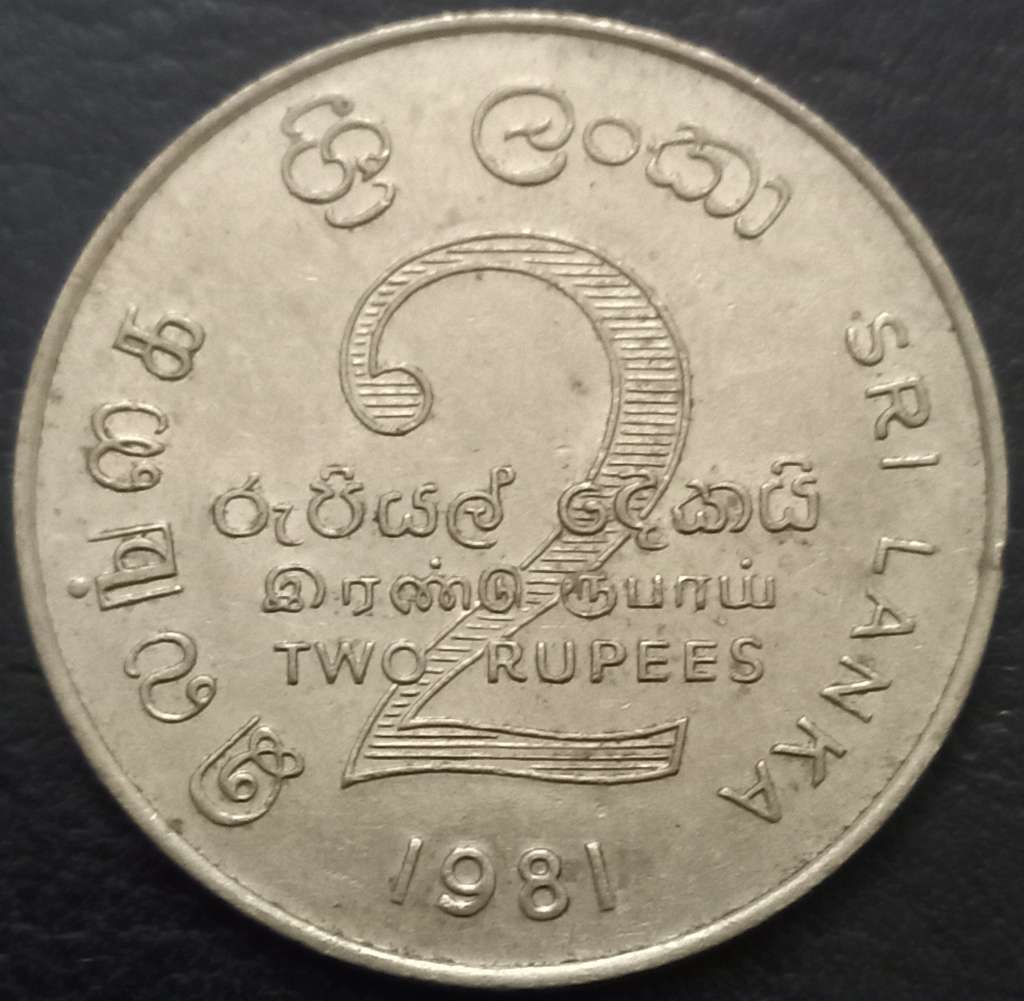 ශ්‍රී ලංකා
இலங்கை
SRI LANKA
2
රුපියල් දෙකයි
இரண்டு ரூபாய்
TWO RUPEES
1981